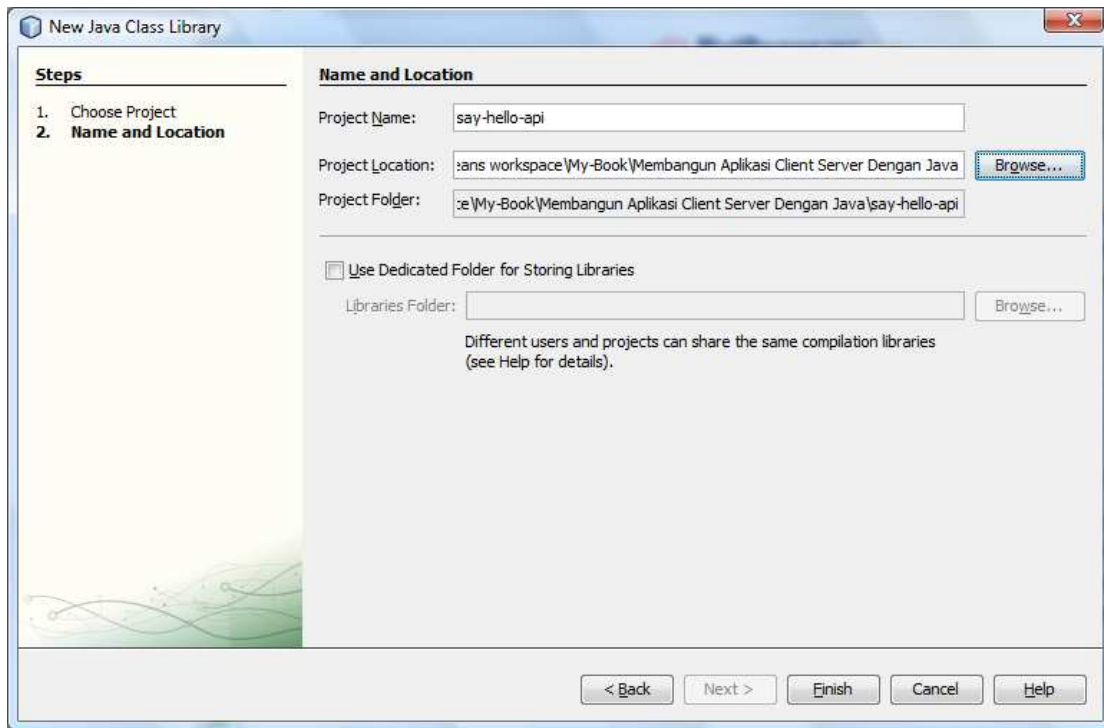 New Java Class Library
Steps
1. Choose Project
2. Name and Location
Name and Location
Project Name: say-hello-api
Project Location: workspace\My-Book\Membangun Aplikasi Client Server Dengan Java Browse...
Project Folder: \My-Book\Membangun Aplikasi Client Server Dengan Java\say-hello-api
Use Dedicated Folder for Storing Libraries
Libraries Folder: Browse...
Different users and projects can share the same compilation libraries
(see Help for details).
< Back Next > Finish Cancel Help